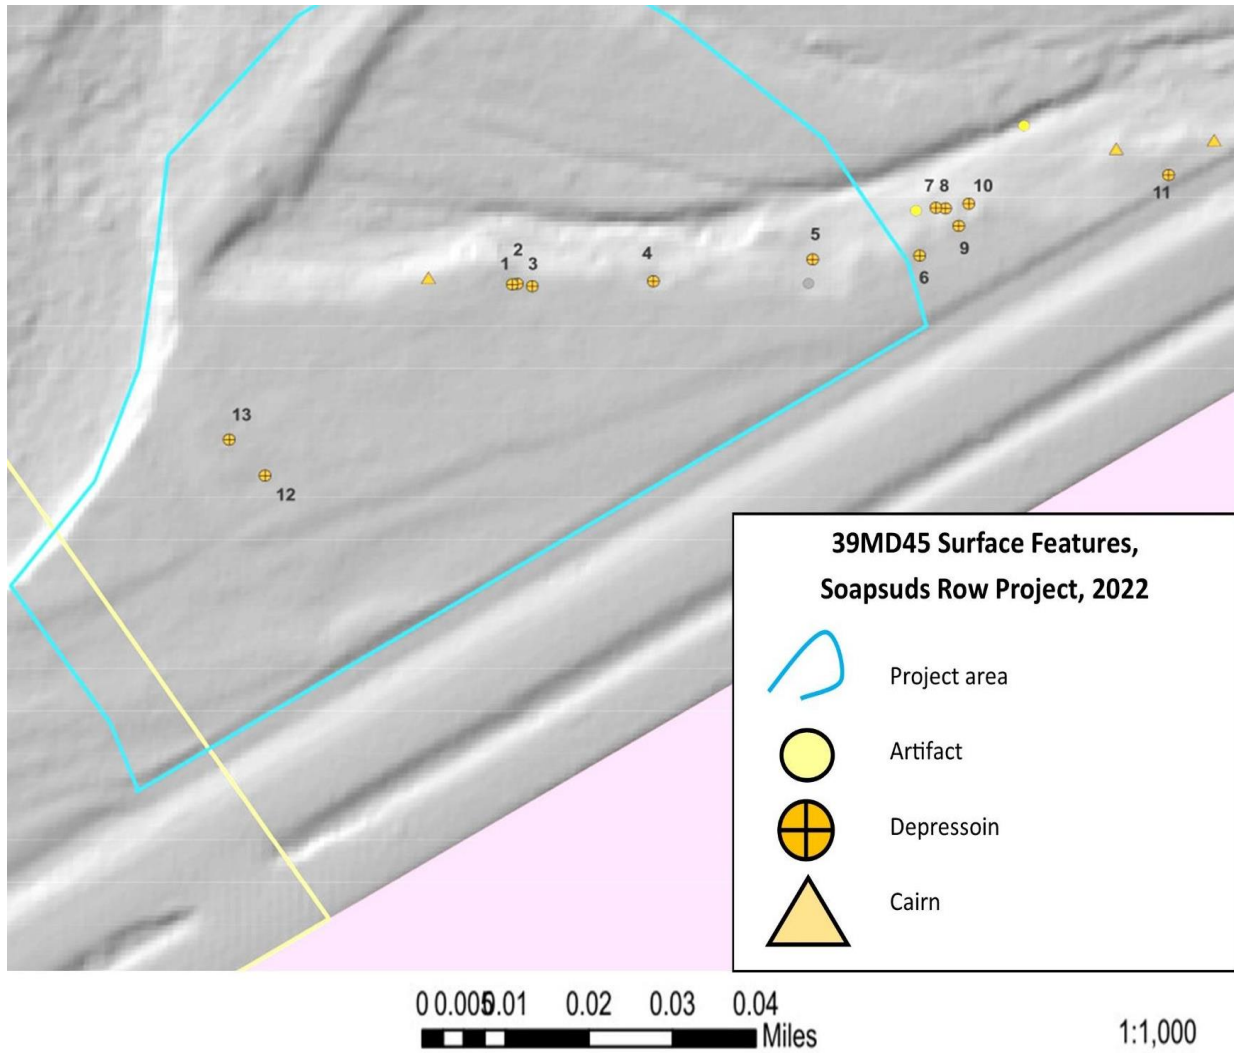 7 8 10
11
5
2
4
1 3
9
6
13
12
39MD45 Surface Features,
Soapsuds Row Project, 2022
Project area
Artifact
Depressoin
Cairn
0 0.005 0.01 0.02 0.03 0.04
Miles
1:1,000